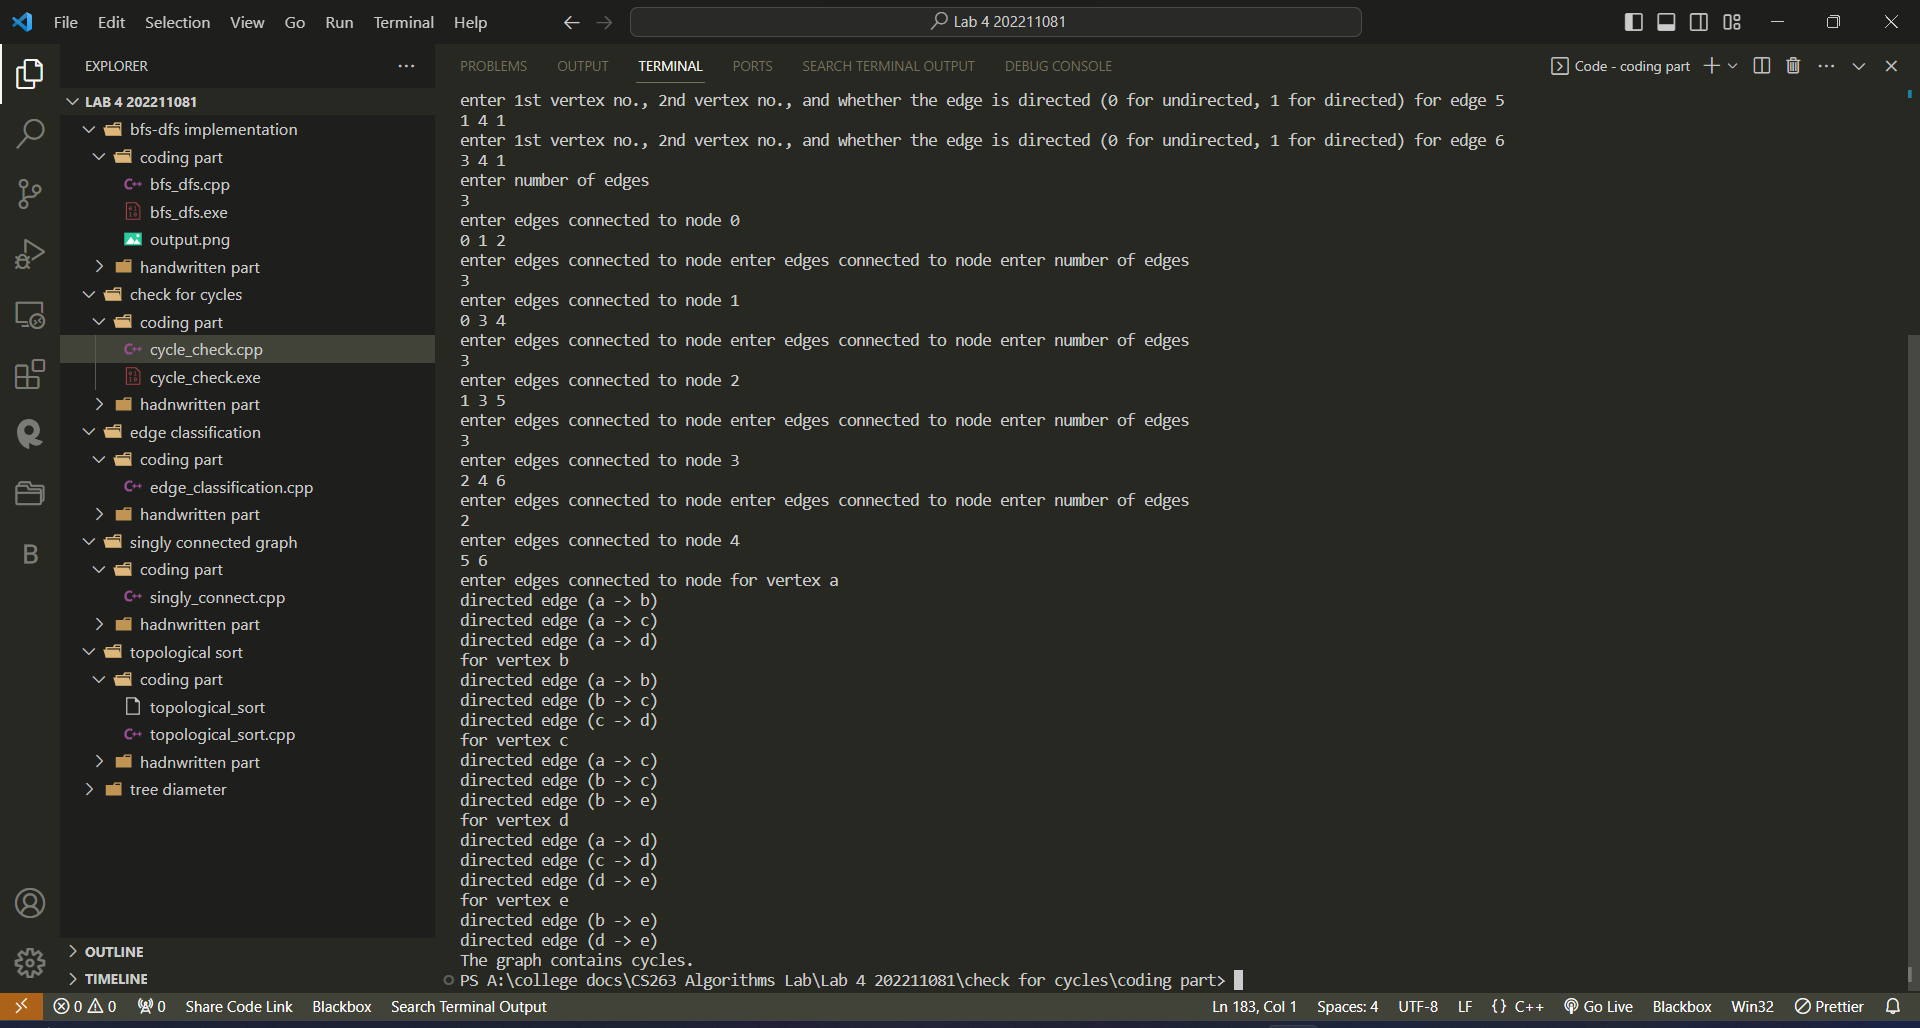 File Edit Selection View Go Run Terminal Help
Lab 4 202211081
EXPLORER
LAB 4 202211081
bfs-dfs implementation
coding part
bfs_dfs.cpp
bfs_dfs.exe
output.png
handwritten part
check for cycles
coding part
cycle_check.cpp
cycle_check.exe
hadnwritten part
edge classification
coding part
edge_classification.cpp
handwritten part
singly connected graph
coding part
singly_connect.cpp
hadnwritten part
topological sort
coding part
topological_sort
topological_sort.cpp
hadnwritten part
tree diameter
OUTLINE
TIMELINE
PROBLEMS OUTPUT TERMINAL PORTS SEARCH TERMINAL OUTPUT DEBUG CONSOLE
Code - coding part
enter 1st vertex no., 2nd vertex no., and whether the edge is directed (0 for undirected, 1 for directed) for edge 5
1 4 1
enter 1st vertex no., 2nd vertex no., and whether the edge is directed (0 for undirected, 1 for directed) for edge 6
3 4 1
enter number of edges
3
enter edges connected to node 0
0 1 2
enter edges connected to node enter edges connected to node enter number of edges
3
enter edges connected to node 1
0 3 4
enter edges connected to node enter edges connected to node enter number of edges
3
enter edges connected to node 2
1 3 5
enter edges connected to node enter edges connected to node enter number of edges
3
enter edges connected to node 3
2 4 6
enter edges connected to node enter edges connected to node enter number of edges
2
enter edges connected to node 4
5 6
enter edges connected to node for vertex a
directed edge (a -> b)
directed edge (a -> c)
directed edge (a -> d)
for vertex b
directed edge (a -> b)
directed edge (b -> c)
directed edge (c -> d)
for vertex c
directed edge (a -> c)
directed edge (b -> c)
directed edge (b -> e)
for vertex d
directed edge (a -> d)
directed edge (c -> d)
directed edge (d -> e)
for vertex e
directed edge (b -> e)
directed edge (d -> e)
The graph contains cycles.
PS A:\college docs\CS263 Algorithms Lab\Lab 4 202211081\check for cycles\coding part>
0 0 0 Share Code Link Blackbox Search Terminal Output Ln 183, Col 1 Spaces: 4 UTF-8 LF {} C++ Go Live Blackbox Win32 Prettier